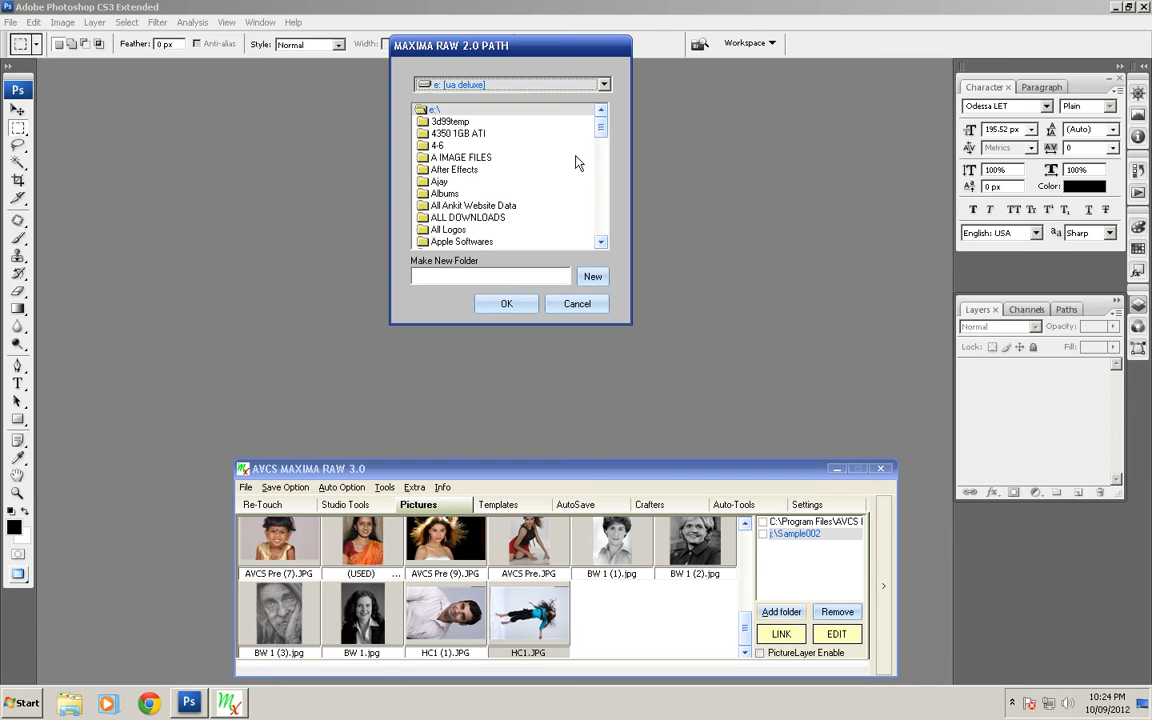 Adobe Photoshop CS3 Extended
File Edit Image Layer Select Filter Analysis View Window Help
Feather: 0 px Anti-alias Style: Normal Width: Workspace
MAXIMA RAW 2.0 PATH
e: [ua deluxe]
e:\
3d99temp
4350 1GB ATI
4-6
A IMAGE FILES
After Effects
Ajay
Albums
All Ankit Website Data
ALL DOWNLOADS
All Logos
Apple Softwares
Make New Folder
New
OK Cancel
Ps
T
Character × Paragraph
Odessa LET Plain
195.52 px (Auto)
Metrics 0
100% 100%
0 px Color:
T T TT Tr T¹ T₁ T T
English: USA aa Sharp
Layers × Channels Paths
Normal Opacity:
Lock: Fill:
AVCS MAXIMA RAW 3.0
File Save Option Auto Option Tools Extra Info
Re-Touch Studio Tools Pictures Templates AutoSave Crafters Auto-Tools Settings
C:\Program Files\AVCS I
j:\Sample002
AVCS Pre (7).JPG (USED) ... AVCS Pre (9).JPG AVCS Pre.JPG BW 1 (1).jpg BW 1 (2).jpg
Add folder Remove
LINK EDIT
BW 1 (3).jpg BW 1.jpg HC1 (1).JPG HC1.JPG
PictureLayer Enable
Start
Ps
10:24 PM
10/09/2012